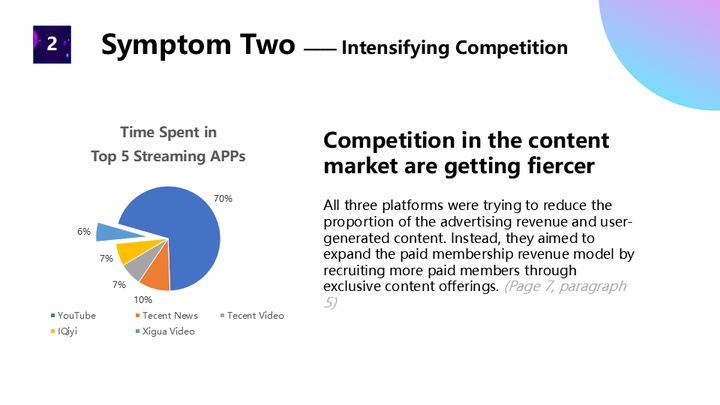 2
Symptom Two —— Intensifying Competition
Time Spent in
Top 5 Streaming APPs
70%
6%
7%
7%
10%
YouTube Tecent News Tecent Video
IQiyi Xigua Video
Competition in the content
market are getting fiercer
All three platforms were trying to reduce the
proportion of the advertising revenue and user-
generated content. Instead, they aimed to
expand the paid membership revenue model by
recruiting more paid members through
exclusive content offerings. (Page 7, paragraph
5)